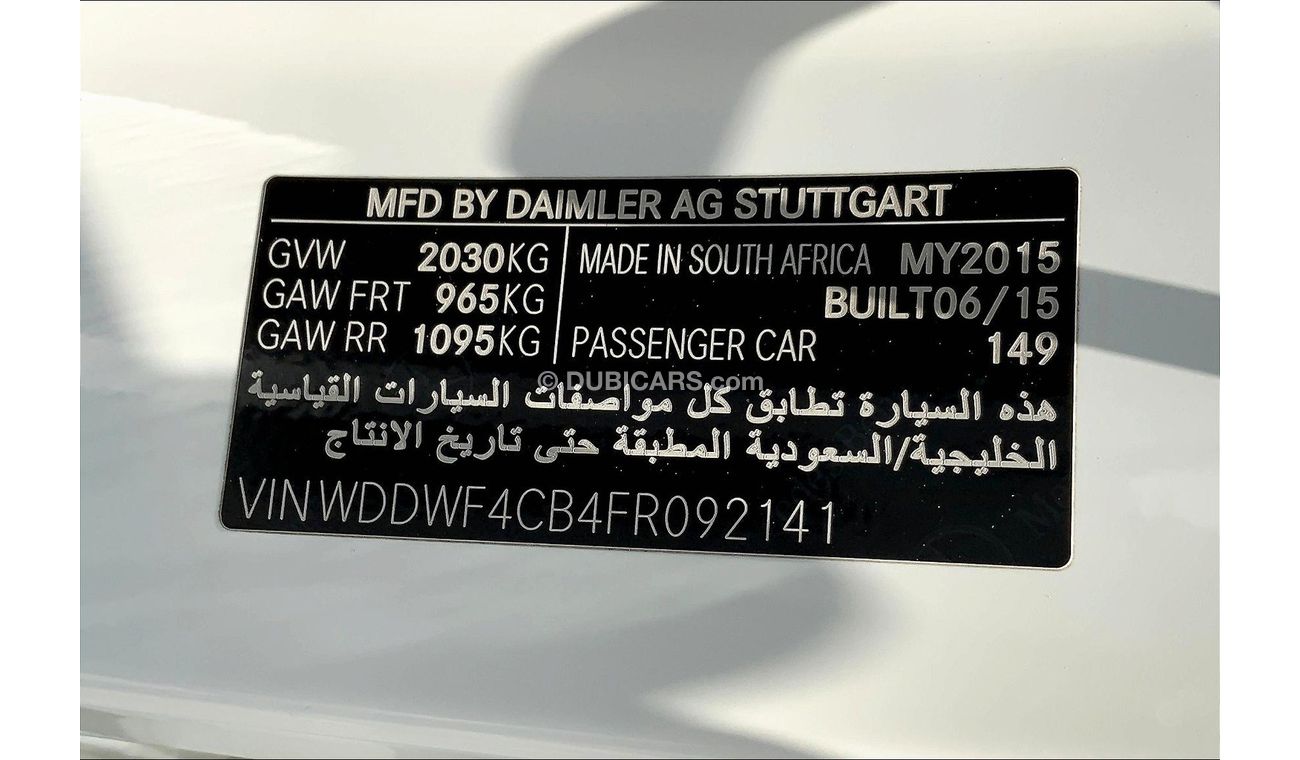 MFD BY DAIMLER AG STUTTGART
GVW 2030KG MADE IN SOUTH AFRICA MY2015
GAW FRT 965KG BUILT06/15
GAW RR 1095KG PASSENGER CAR 149
© DUBICARS.com
هذه السيارة تطابق كل مواصفات السيارات القياسية
الخليجية/السعودية المطبقة حتى تاريخ الانتاج
VINWDDWF4CB4FR092141